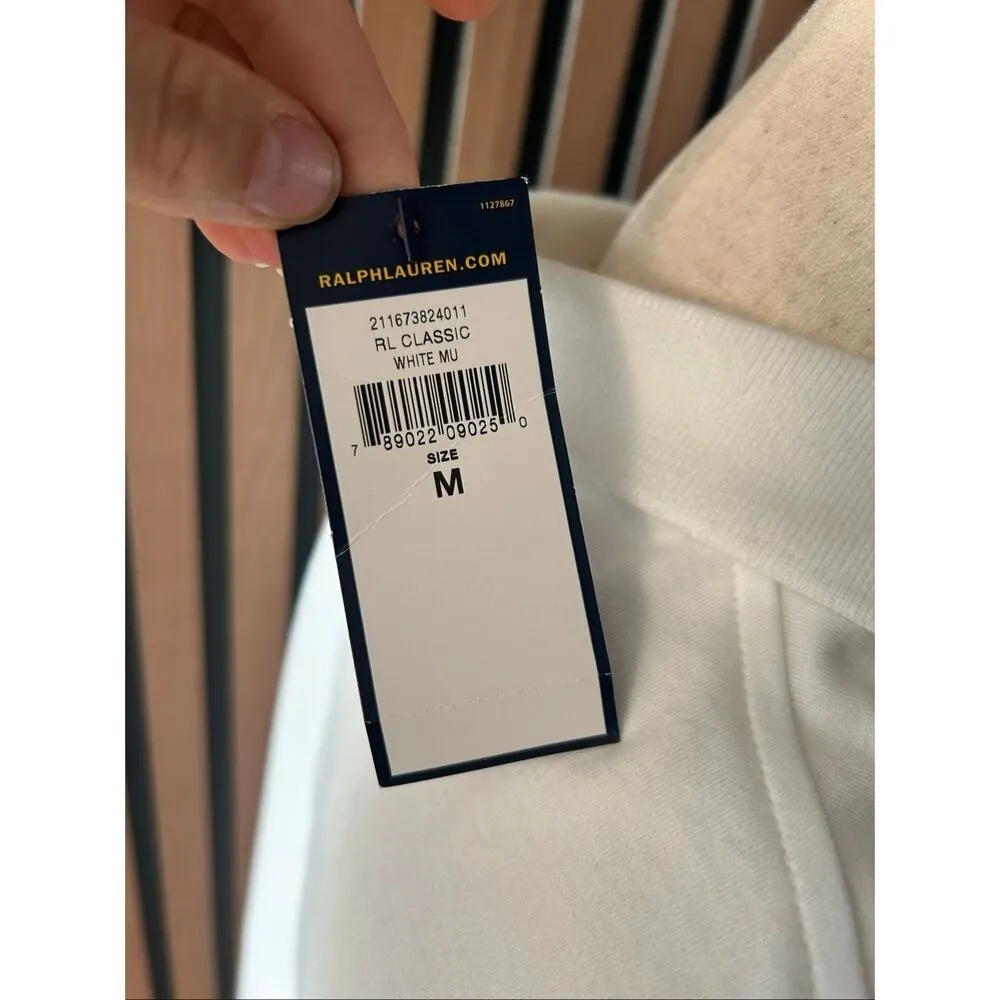 1127867
RALPHLAUREN.COM
211673824011
RL CLASSIC
WHITE MU
7 89022 09025 0
SIZE
M